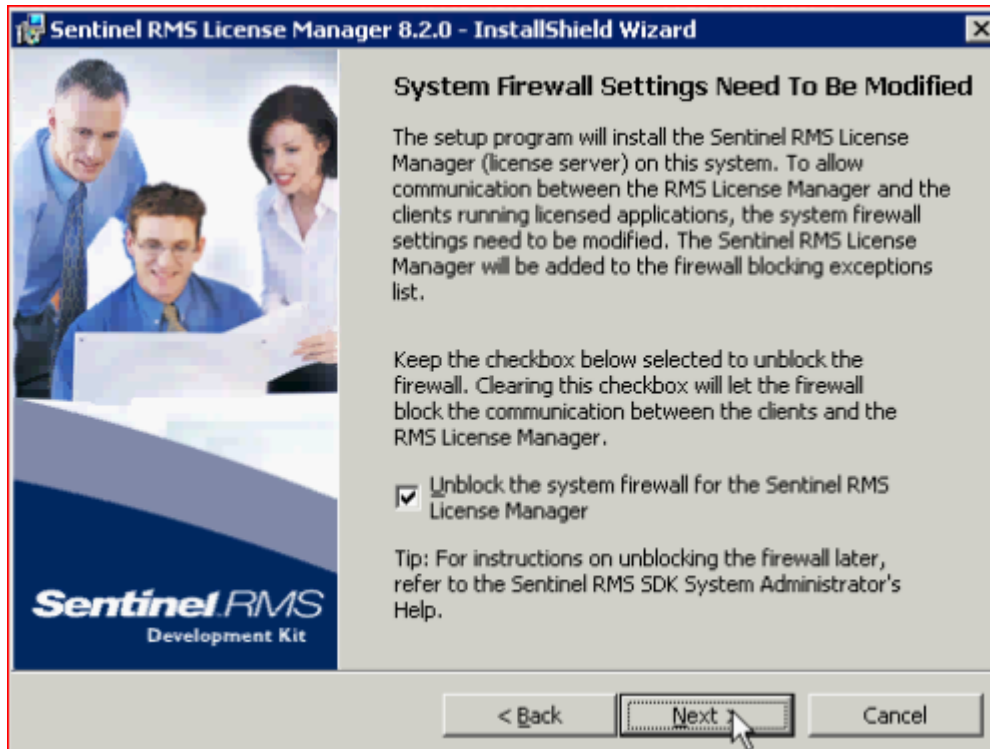 Sentinel RMS License Manager 8.2.0 - InstallShield Wizard
System Firewall Settings Need To Be Modified
The setup program will install the Sentinel RMS License
Manager (license server) on this system. To allow
communication between the RMS License Manager and the
clients running licensed applications, the system firewall
settings need to be modified. The Sentinel RMS License
Manager will be added to the firewall blocking exceptions
list.
Keep the checkbox below selected to unblock the
firewall. Clearing this checkbox will let the firewall
block the communication between the clients and the
RMS License Manager.
Unblock the system firewall for the Sentinel RMS
License Manager
Tip: For instructions on unblocking the firewall later,
refer to the Sentinel RMS SDK System Administrator's
Help.
Sentinel RMS
Development Kit
< Back Next > Cancel